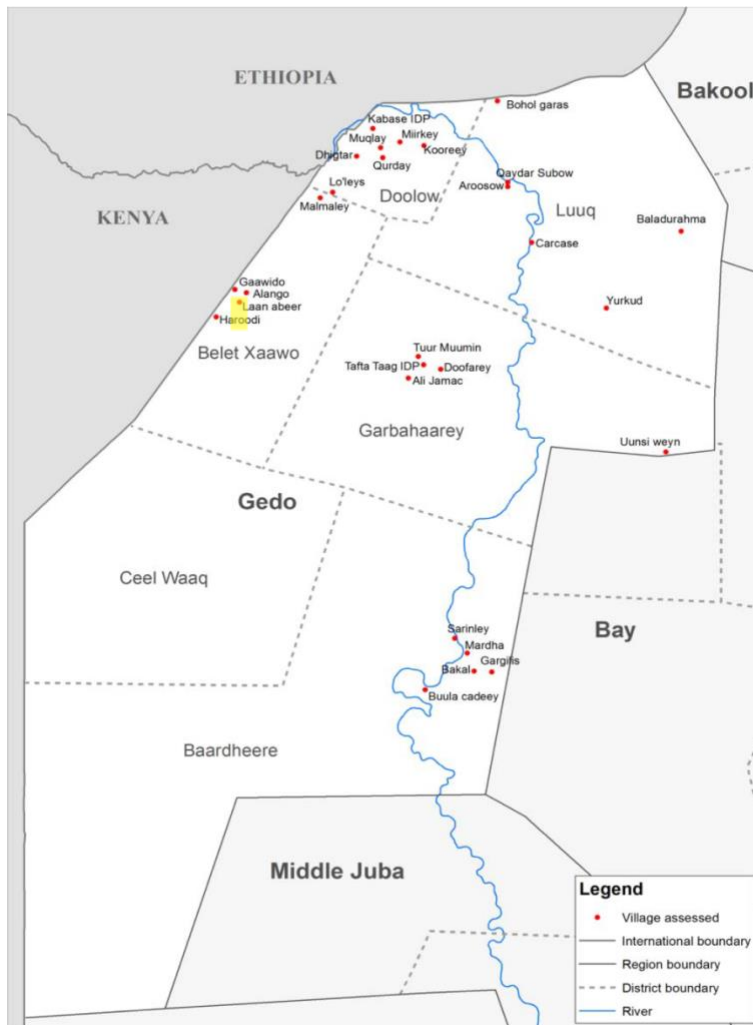 ETHIOPIA
Bakool
Bohol garas
Kabase IDP
Miirkey
Muqlay
Kooreey
Dhigtar
Qurday
Qaydar Subow
Aroosow
Lo'leys
Doolow
Malmaley
Luuq
KENYA
Baladurahma
Carcase
Gaawido
Alango
Laan abeer
Yurkud
Haroodi
Belet Xaawo
Tuur Muumin
Tafta Taag IDP
Doofarey
Ali Jamac
Garbahaarey
Uunsi weyn
Gedo
Ceel Waaq
Bay
Sarinley
Mardha
Gargifis
Bakal
Buula cadeey
Baardheere
Middle Juba
Legend
Village assessed
International boundary
Region boundary
District boundary
River